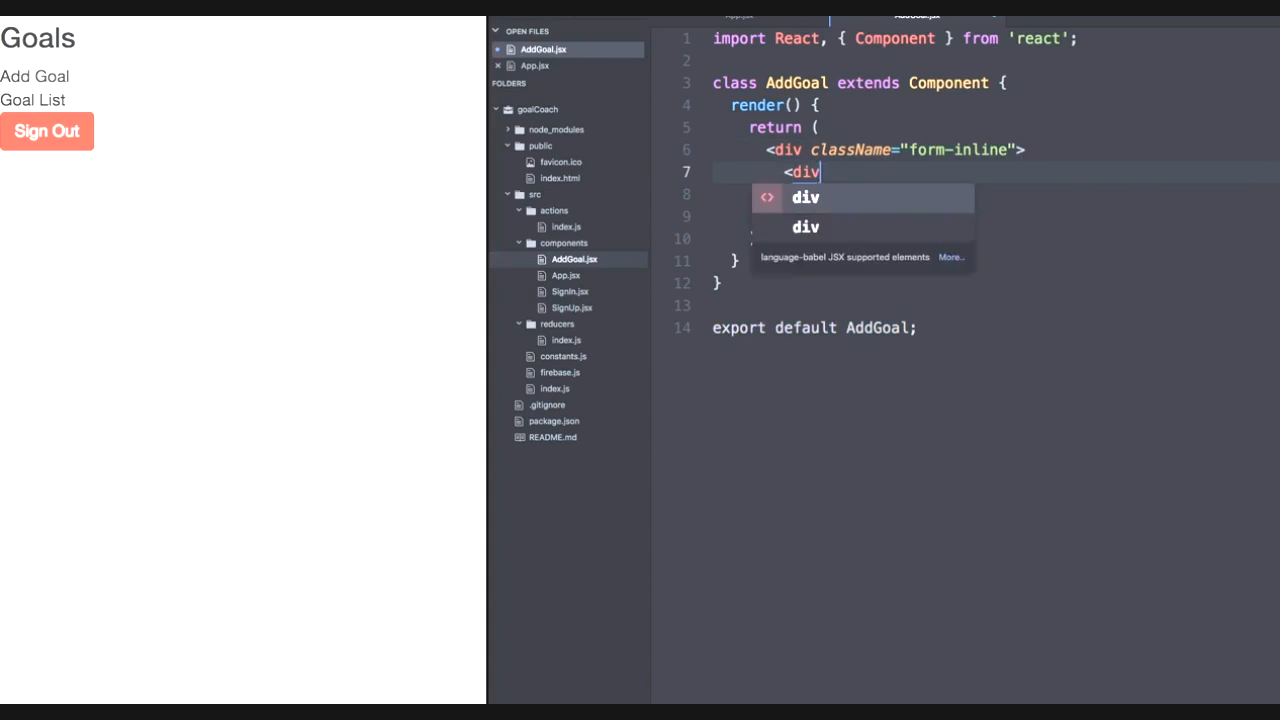 Goals
Add Goal
Goal List
Sign Out
OPEN FILES
AddGoal.jsx
App.jsx
FOLDERS
goalCoach
node_modules
public
favicon.ico
index.html
src
actions
index.js
components
AddGoal.jsx
App.jsx
SignIn.jsx
SignUp.jsx
reducers
index.js
constants.js
firebase.js
index.js
.gitignore
package.json
README.md
App.jsx AddGoal.jsx
1 import React, { Component } from 'react';
2
3 class AddGoal extends Component {
4 render() {
5 return (
6 <div className="form-inline">
7 <div
8
9
10
11 }
12 }
13
14 export default AddGoal;
<> div
div
language-babel JSX supported elements More..